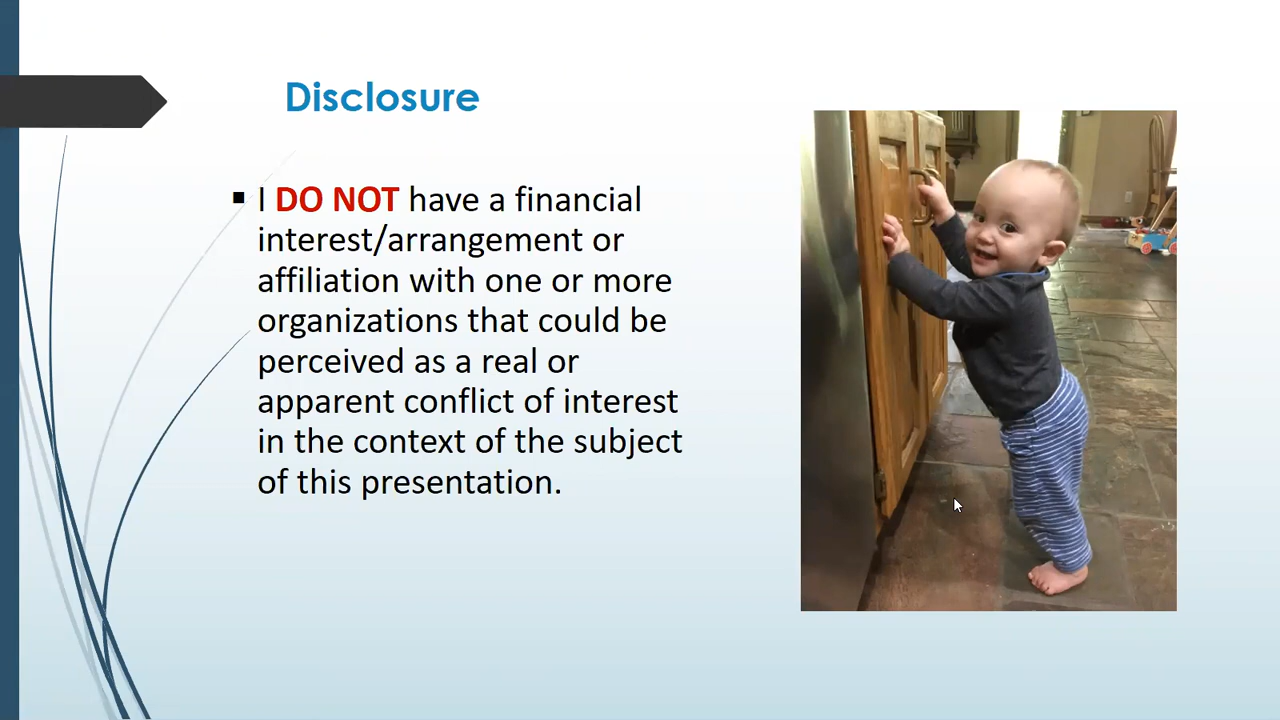 Disclosure
▪ I DO NOT have a financial
interest/arrangement or
affiliation with one or more
organizations that could be
perceived as a real or
apparent conflict of interest
in the context of the subject
of this presentation.